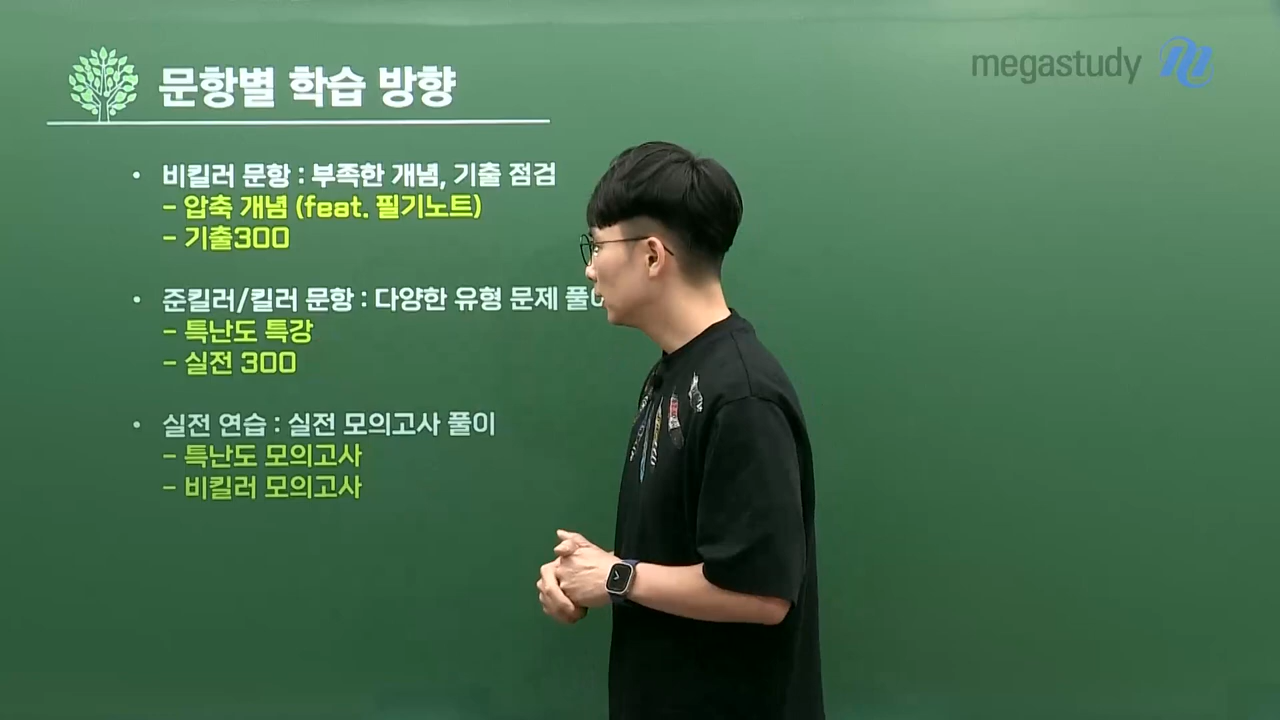 문항별 학습 방향
megastudy
• 비킬러 문항 : 부족한 개념, 기출 점검
- 압축 개념 (feat. 필기노트)
- 기출300
• 준킬러/킬러 문항 : 다양한 유형 문제
- 특난도 특강
- 실전 300
• 실전 연습 : 실전 모의고사 풀이
- 특난도 모의고사
- 비킬러 모의고사